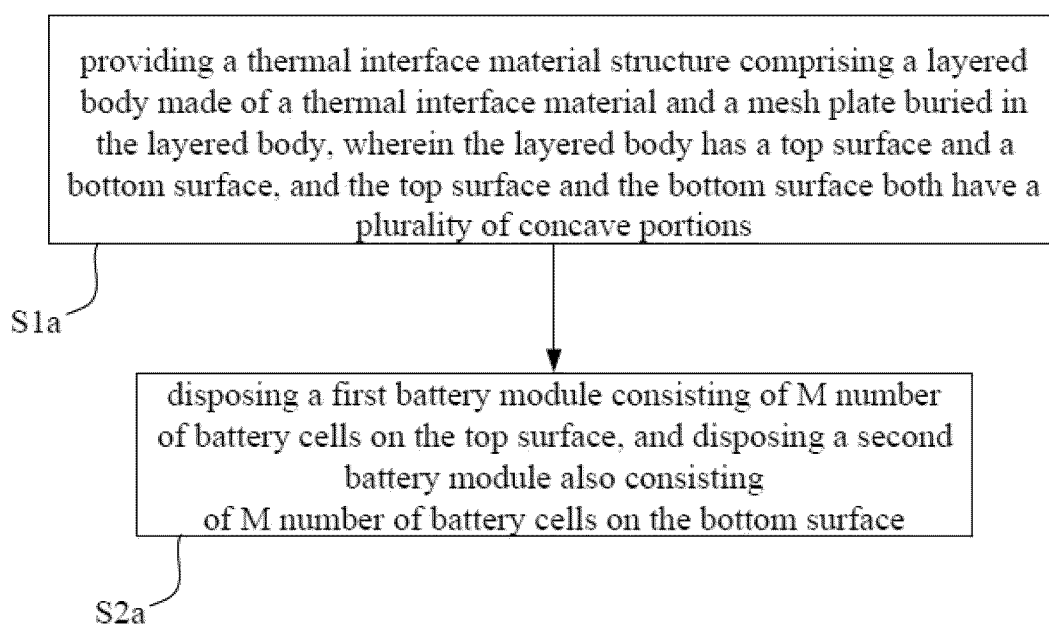 providing a thermal interface material structure comprising a layered
body made of a thermal interface material and a mesh plate buried in
the layered body, wherein the layered body has a top surface and a
bottom surface, and the top surface and the bottom surface both have a
plurality of concave portions
S1a
disposing a first battery module consisting of M number
of battery cells on the top surface, and disposing a second
battery module also consisting
of M number of battery cells on the bottom surface
S2a